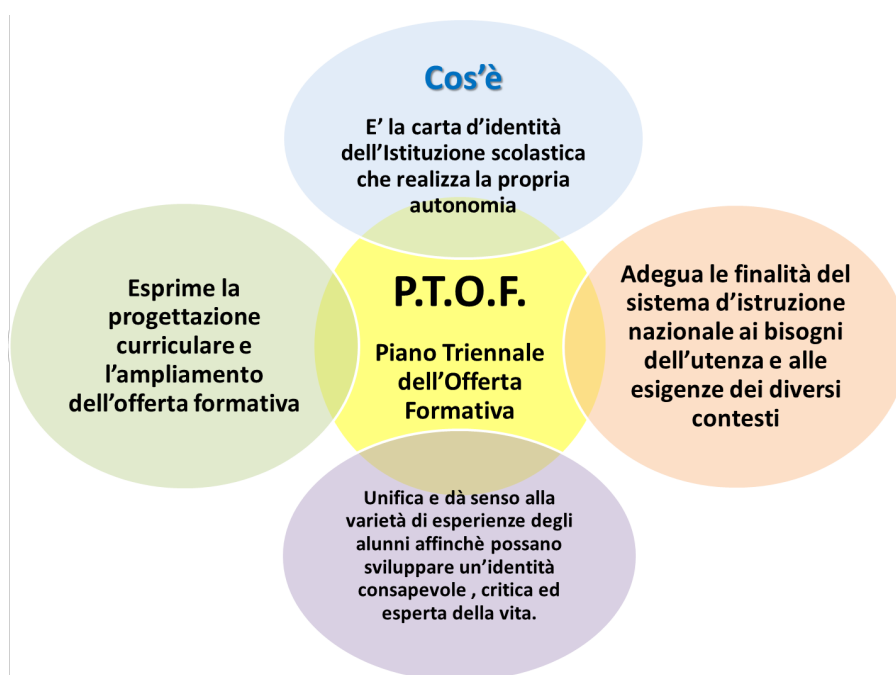 Cos'è
E' la carta d'identità
dell'Istituzione scolastica
che realizza la propria
autonomia
Esprime la
progettazione
curriculare e
l'ampliamento
dell'offerta formativa
P.T.O.F.
Piano Triennale
dell'Offerta
Formativa
Adegua le finalità del
sistema d'istruzione
nazionale ai bisogni
dell'utenza e alle
esigenze dei diversi
contesti
Unifica e dà senso alla
varietà di esperienze degli
alunni affinchè possano
sviluppare un'identità
consapevole , critica ed
esperta della vita.